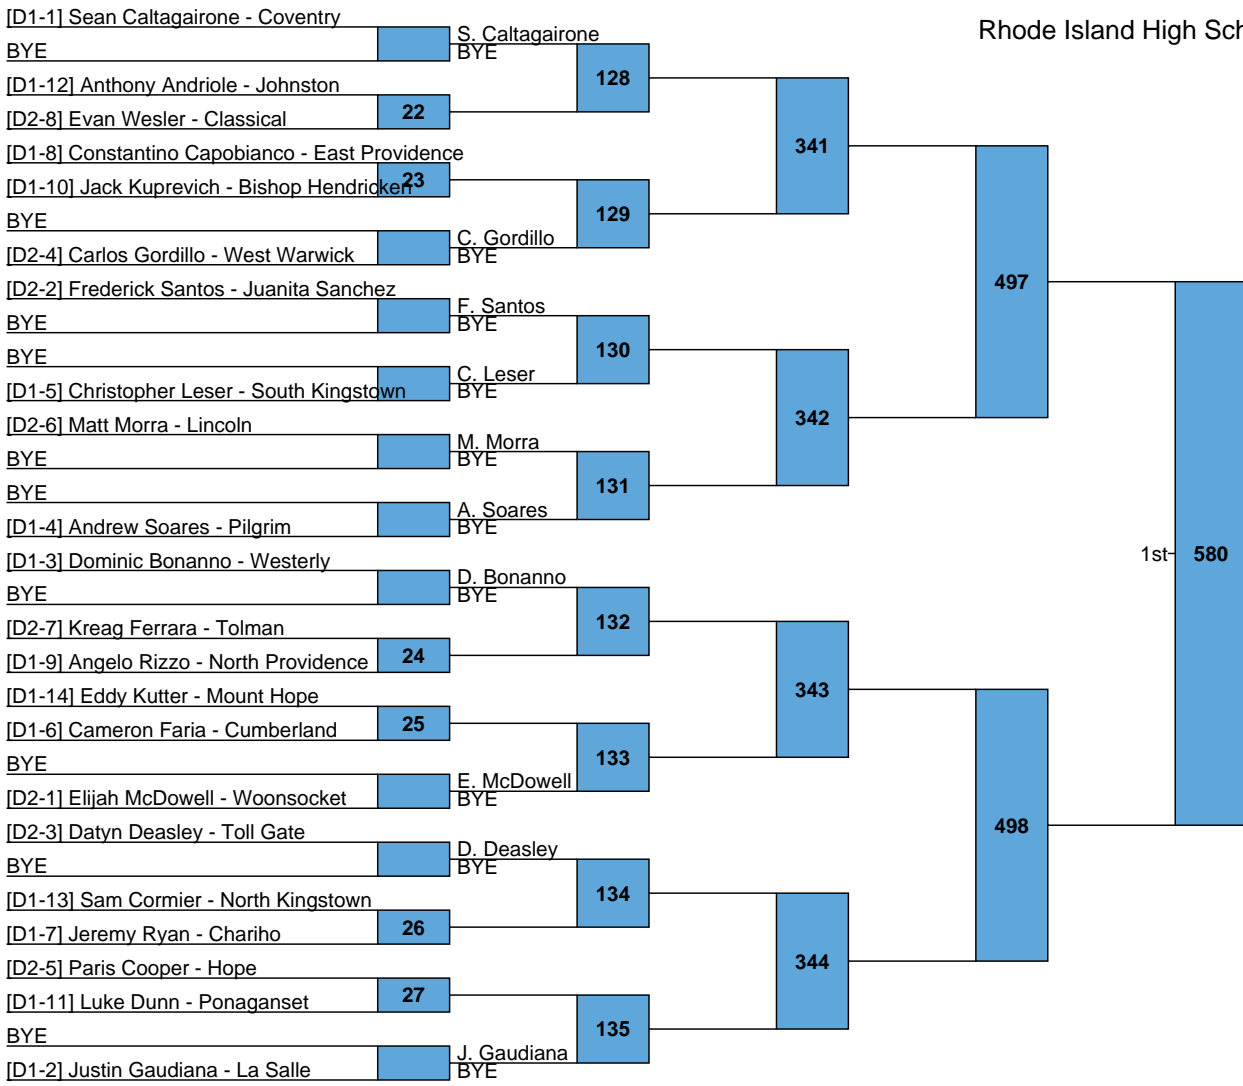 Rhode Island High Sch
[D1-1] Sean Caltagairone - Coventry
BYE
[D1-12] Anthony Andriole - Johnston
[D2-8] Evan Wesler - Classical
[D1-8] Constantino Capobianco - East Providence
[D1-10] Jack Kuprevich - Bishop Hendricken
BYE
[D2-4] Carlos Gordillo - West Warwick
[D2-2] Frederick Santos - Juanita Sanchez
BYE
BYE
[D1-5] Christopher Leser - South Kingstown
[D2-6] Matt Morra - Lincoln
BYE
BYE
[D1-4] Andrew Soares - Pilgrim
[D1-3] Dominic Bonanno - Westerly
BYE
[D2-7] Kreag Ferrara - Tolman
[D1-9] Angelo Rizzo - North Providence
[D1-14] Eddy Kutter - Mount Hope
[D1-6] Cameron Faria - Cumberland
BYE
[D2-1] Elijah McDowell - Woonsocket
[D2-3] Datyn Deasley - Toll Gate
BYE
[D1-13] Sam Cormier - North Kingstown
[D1-7] Jeremy Ryan - Chariho
[D2-5] Paris Cooper - Hope
[D1-11] Luke Dunn - Ponaganset
BYE
[D1-2] Justin Gaudiana - La Salle
22
23
24
25
26
27
S. Caltagairone
BYE
C. Gordillo
BYE
F. Santos
BYE
C. Leser
BYE
M. Morra
BYE
A. Soares
BYE
D. Bonanno
BYE
E. McDowell
BYE
D. Deasley
BYE
J. Gaudiana
BYE
128
129
130
131
132
133
134
135
341
342
343
344
497
498
1st
580